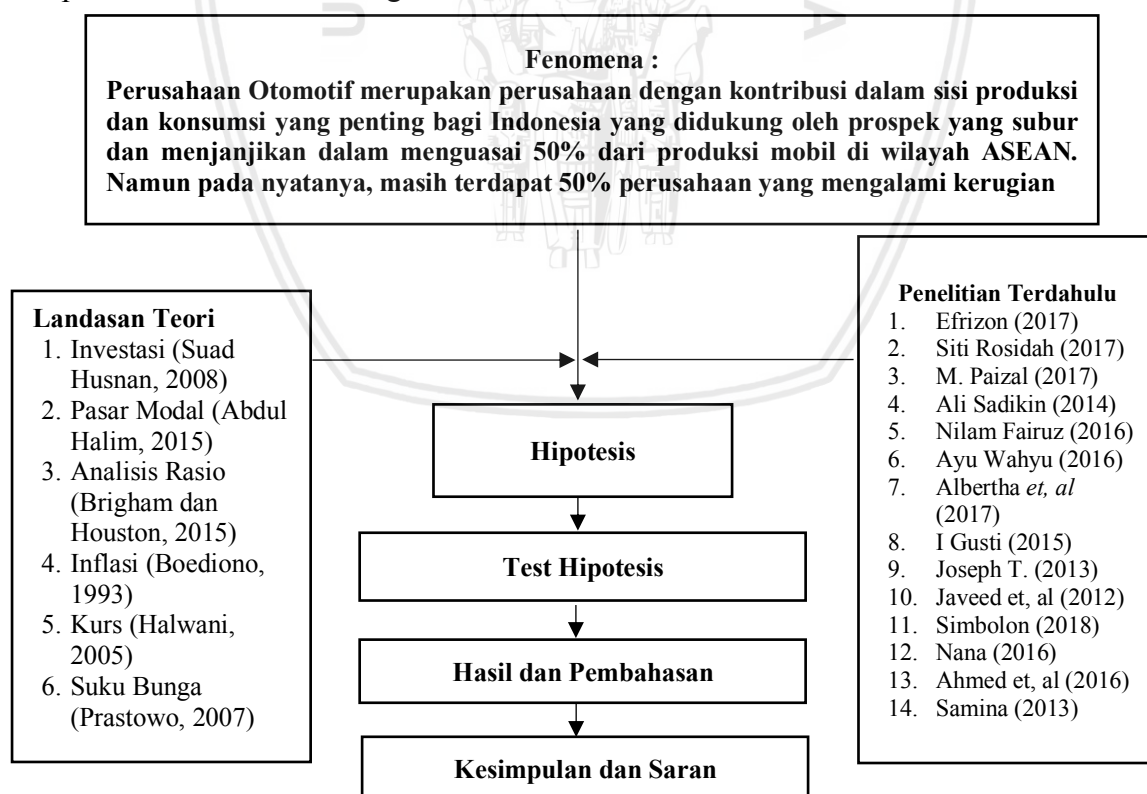 Fenomena :
Perusahaan Otomotif merupakan perusahaan dengan kontribusi dalam sisi produksi
dan konsumsi yang penting bagi Indonesia yang didukung oleh prospek yang subur
dan menjanjikan dalam menguasai 50% dari produksi mobil di wilayah ASEAN.
Namun pada nyatanya, masih terdapat 50% perusahaan yang mengalami kerugian
Landasan Teori
1. Investasi (Suad
Husnan, 2008)
2. Pasar Modal (Abdul
Halim, 2015)
3. Analisis Rasio
(Brigham dan
Houston, 2015)
4. Inflasi (Boediono,
1993)
5. Kurs (Halwani,
2005)
6. Suku Bunga
(Prastowo, 2007)
Hipotesis
Test Hipotesis
Hasil dan Pembahasan
Kesimpulan dan Saran
Penelitian Terdahulu
1. Efrizon (2017)
2. Siti Rosidah (2017)
3. M. Paizal (2017)
4. Ali Sadikin (2014)
5. Nilam Fairuz (2016)
6. Ayu Wahyu (2016)
7. Albertha et, al
(2017)
8. I Gusti (2015)
9. Joseph T. (2013)
10. Javeed et, al (2012)
11. Simbolon (2018)
12. Nana (2016)
13. Ahmed et, al (2016)
14. Samina (2013)